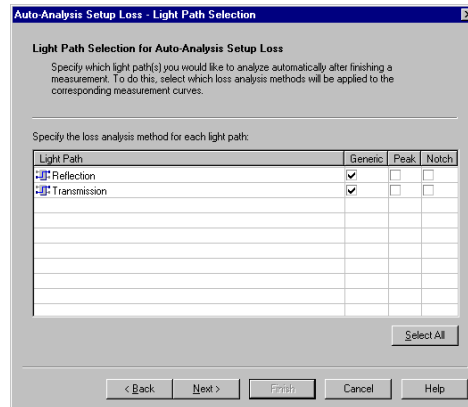 Auto-Analysis Setup Loss - Light Path Selection
Light Path Selection for Auto-Analysis Setup Loss
Specify which light path(s) you would like to analyze automatically after finishing a
measurement. To do this, select which loss analysis methods will be applied to the
corresponding measurement curves.
Specify the loss analysis method for each light path:
Light Path Generic Peak Notch
Reflection
Transmission
Select All
< Back Next > Finish Cancel Help